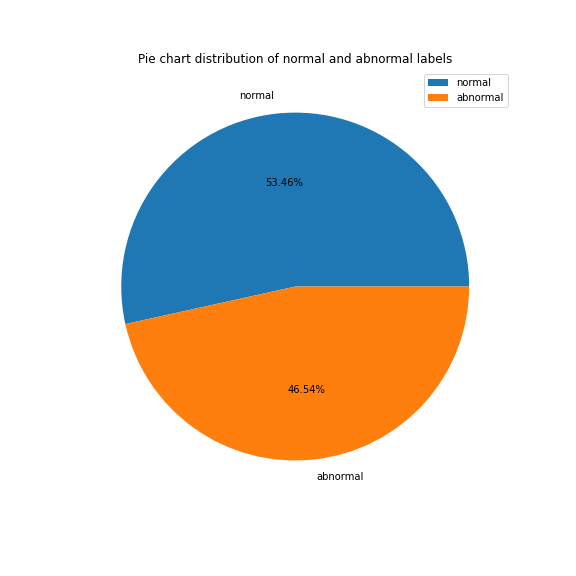 Pie chart distribution of normal and abnormal labels
normal
abnormal
normal
53.46%
46.54%
abnormal